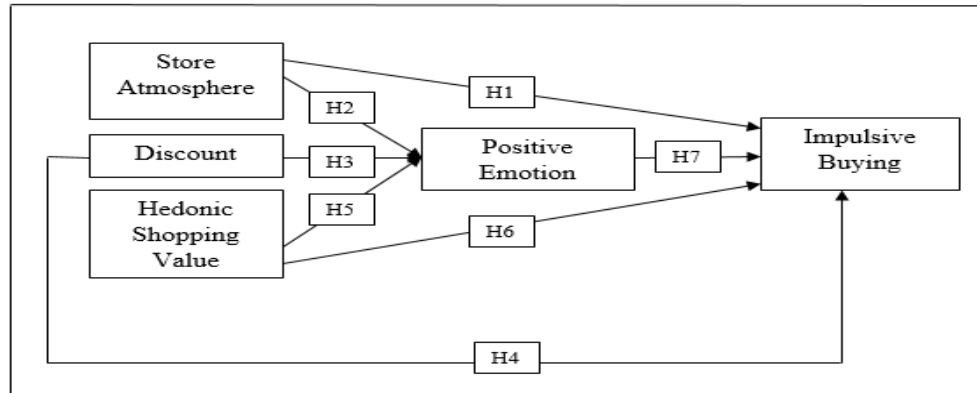 Store
Atmosphere
H1
H2
Discount
H3
Positive
Emotion
H7
Impulsive
Buying
Hedonic
Shopping
Value
H5
H6
H4